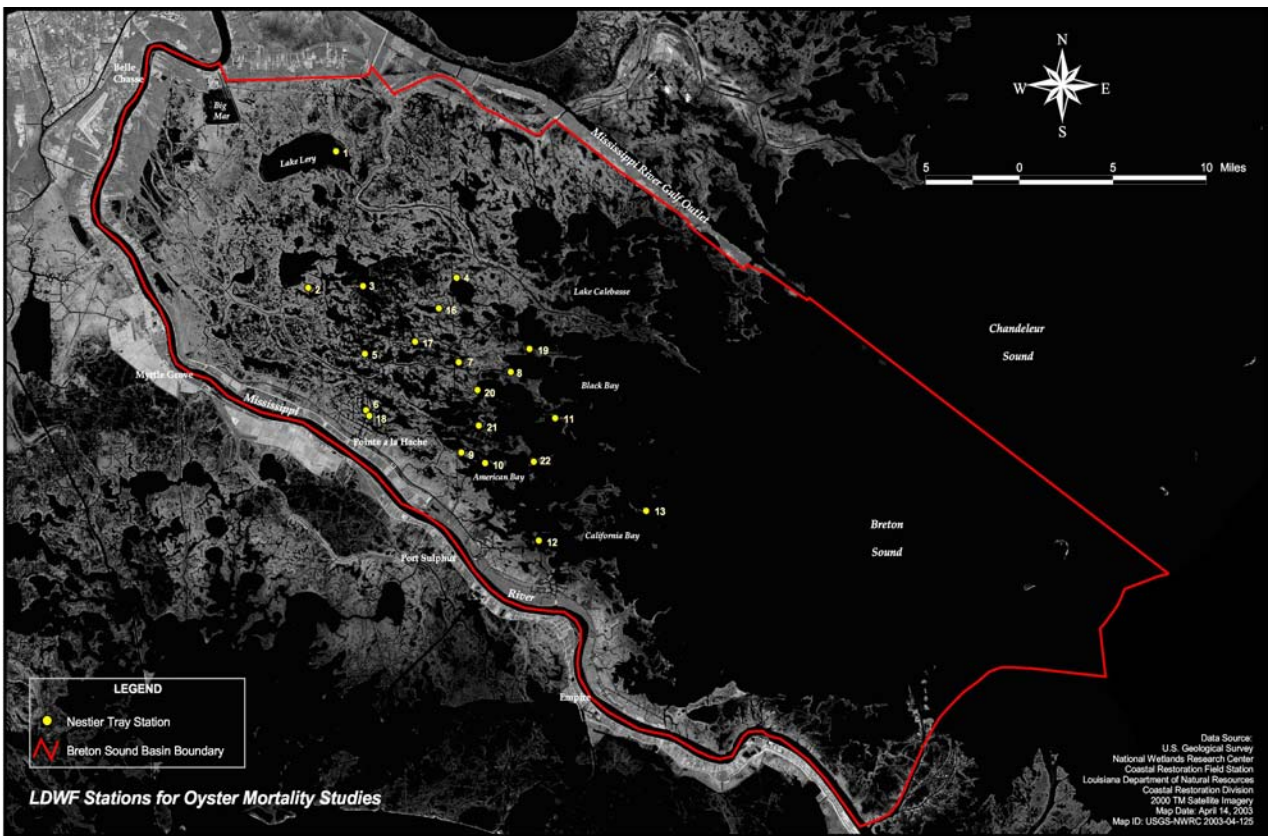 N
W E
S
5 0 5 10 Miles
Belle
Chasse
Big
Mar
Lake Lery
1
Mississippi River Gulf Outlet
2
3
4
16
Lake Calebasse
Chandeleur
Sound
5
17
7
19
8
Black Bay
Myrtle Grove
Mississippi
20
6
18
11
21
Pointe a la Hache
9
10
22
American Bay
13
Breton
Sound
California Bay
12
Port Sulphur
River
Empire
LEGEND
Nestier Tray Station
Breton Sound Basin Boundary
LDWF Stations for Oyster Mortality Studies
Data Source:
U.S. Geological Survey
National Wetlands Research Center
Coastal Restoration Field Station
Louisiana Department of Natural Resources
Coastal Restoration Division
2000 TM Satellite Imagery
Map Date: April 14, 2003
Map ID: USGS-NWRC 2003-04-125